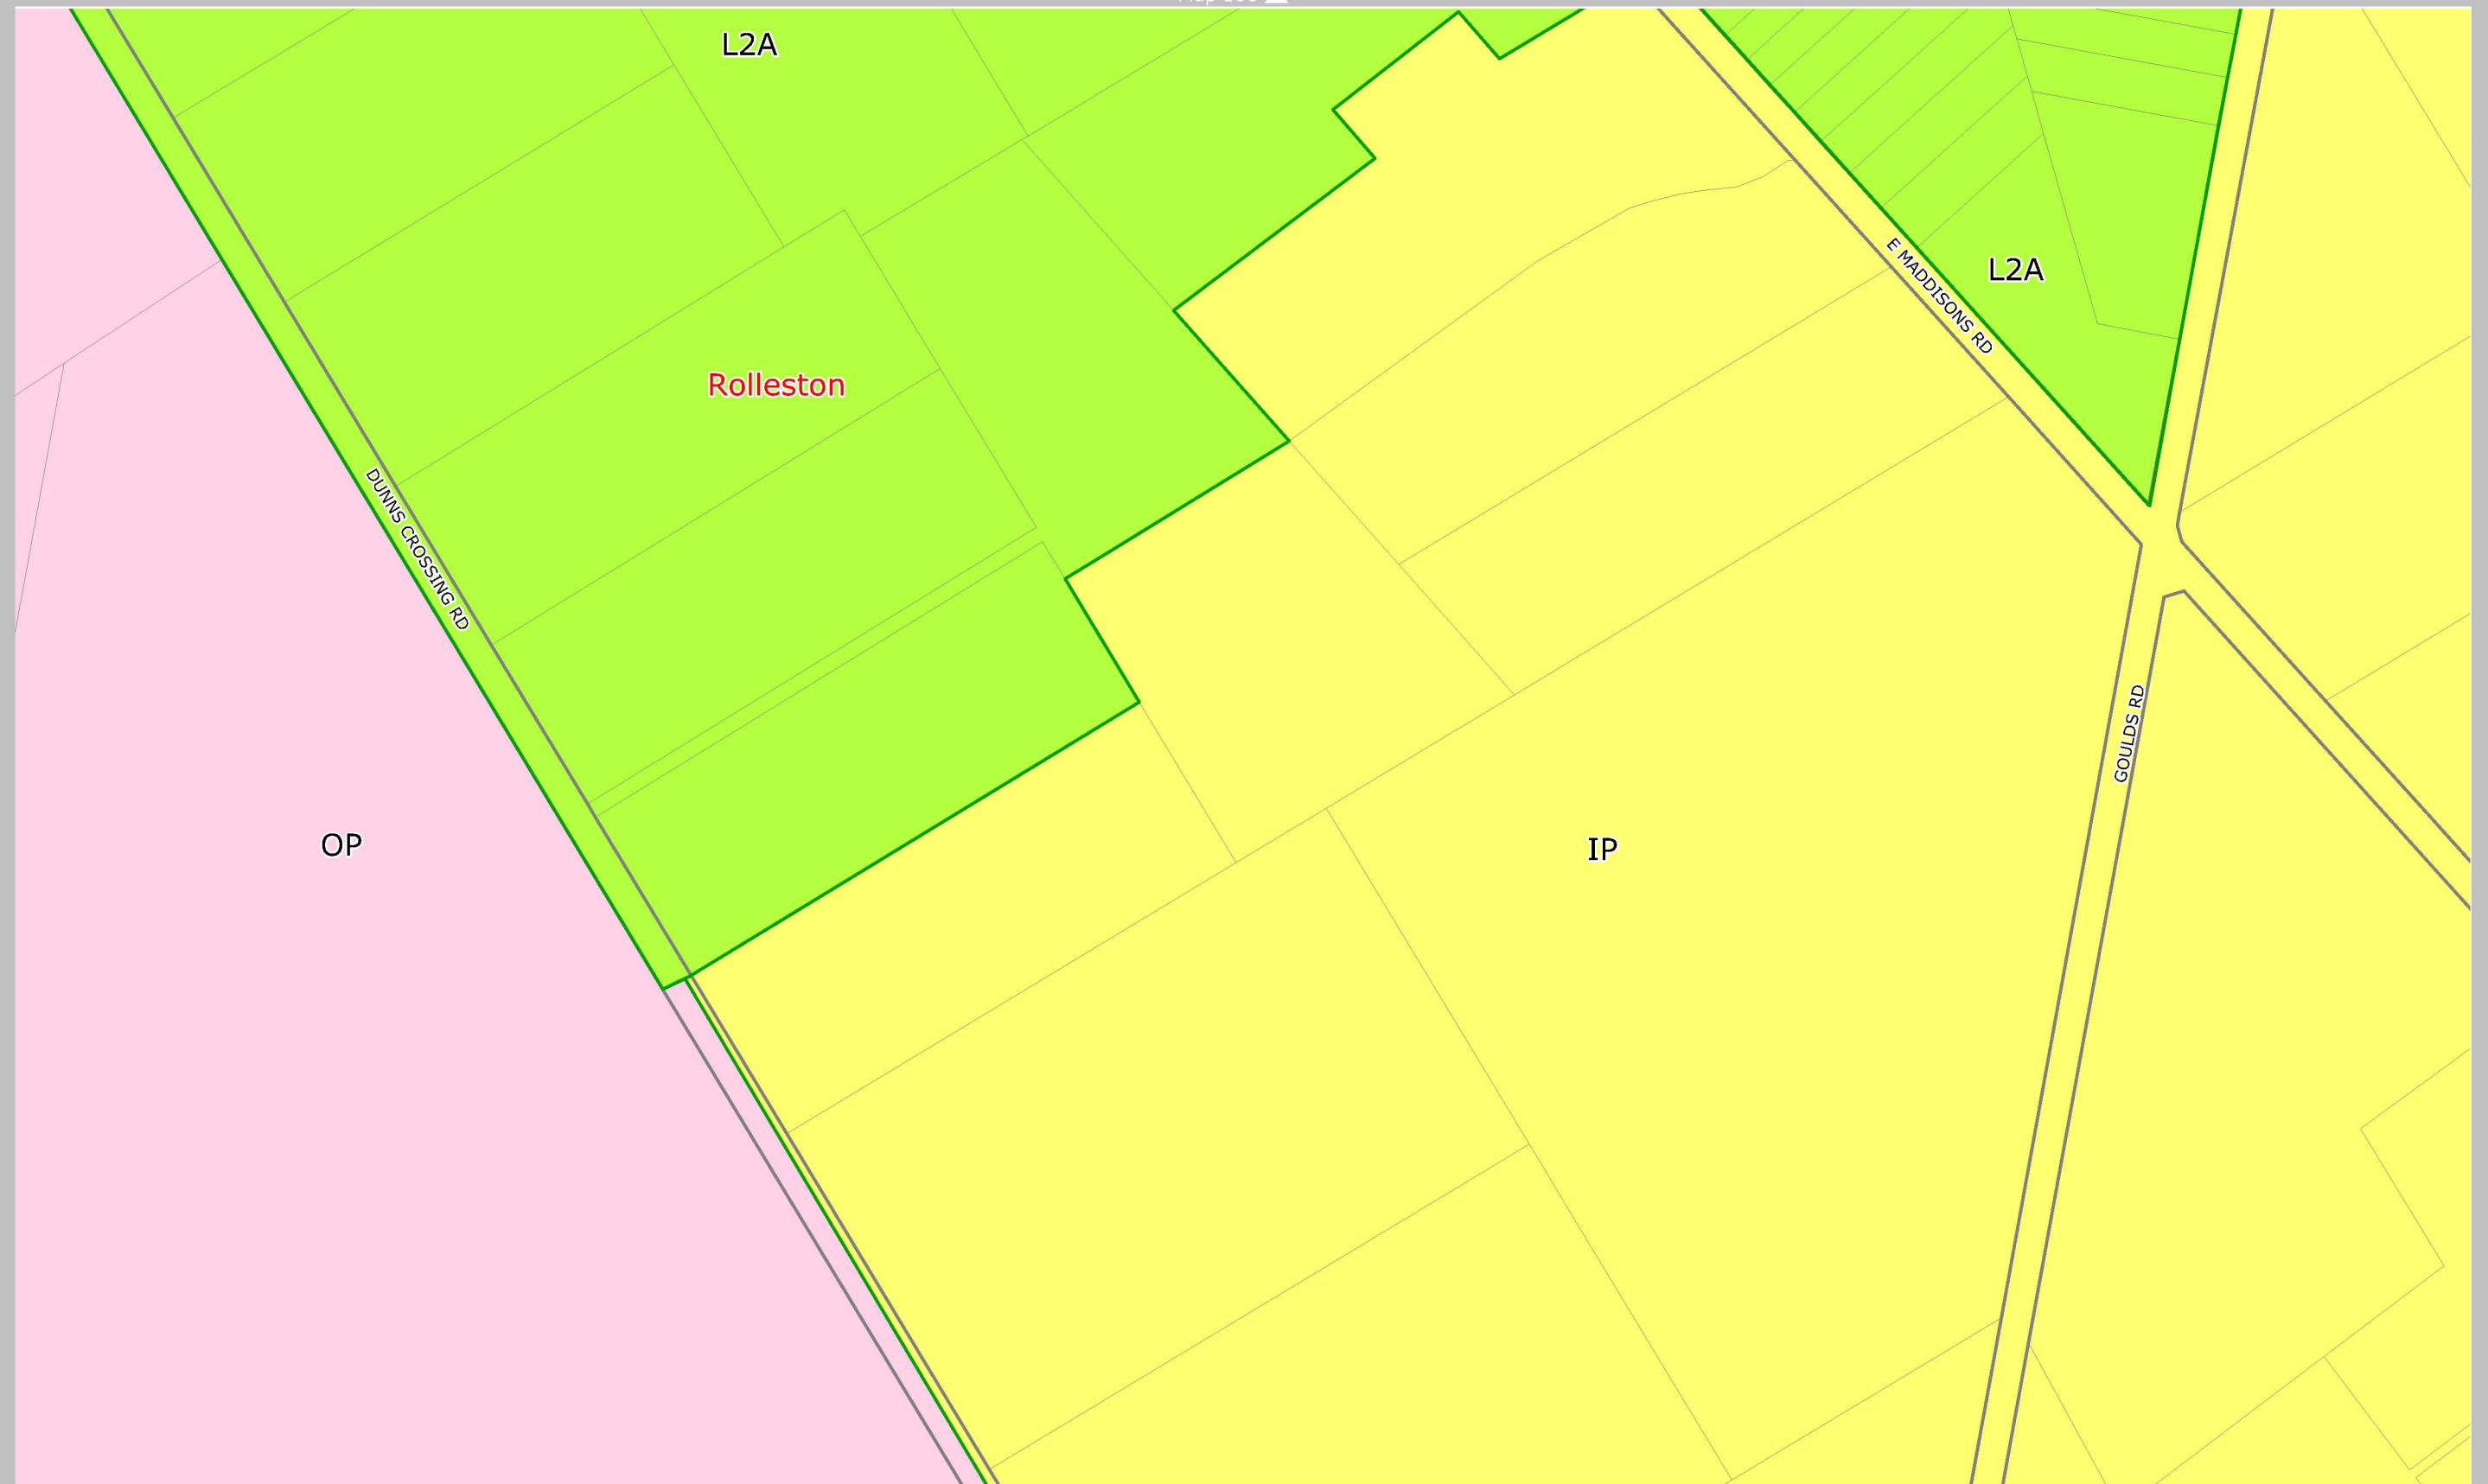 L2A
E MADDISONS RD
L2A
Rolleston
DUNNS CROSSING RD
GOULDS RD
OP
IP